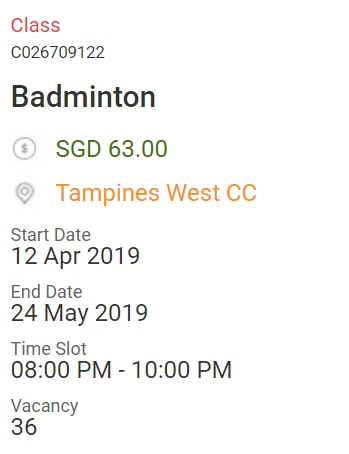 Class
C026709122
Badminton
$ SGD 63.00
Tampines West CC
Start Date
12 Apr 2019
End Date
24 May 2019
Time Slot
08:00 PM - 10:00 PM
Vacancy
36